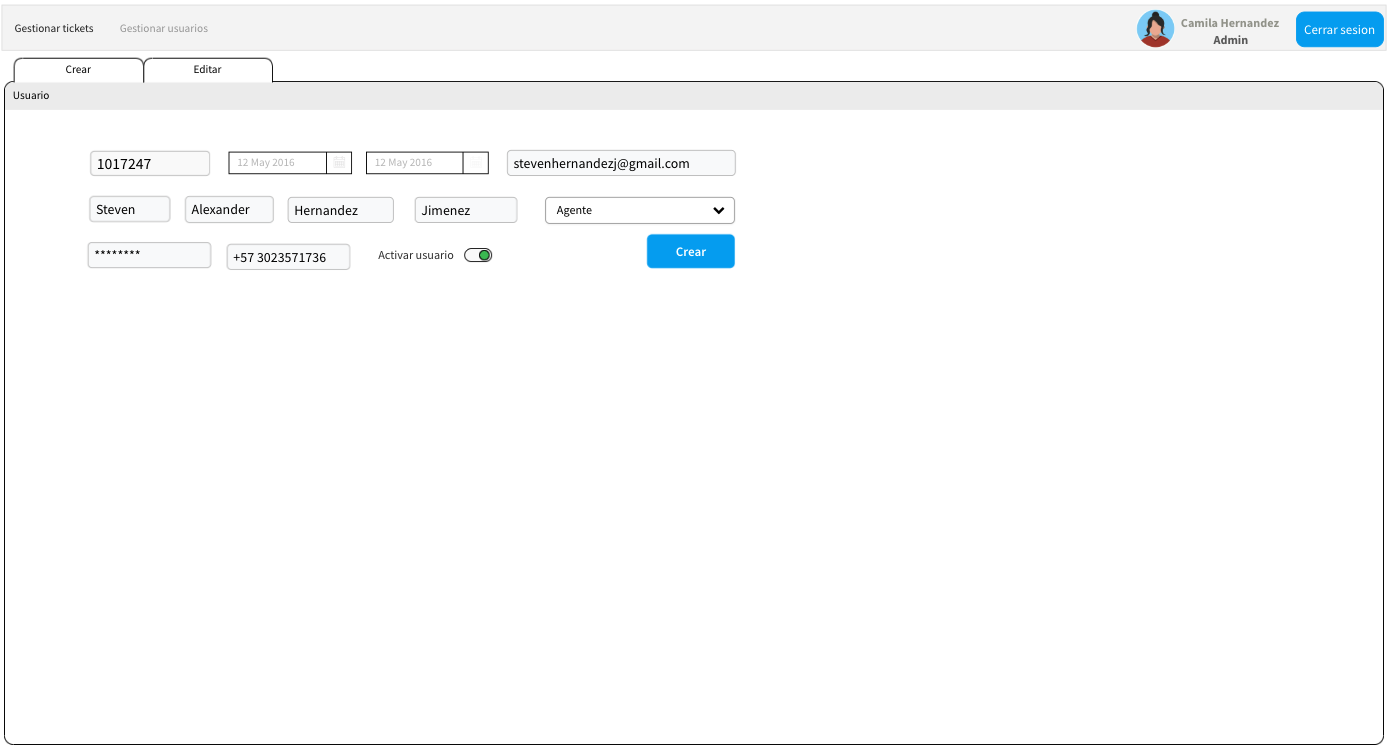 Gestionar tickets Gestionar usuarios Camila Hernandez
Admin
Cerrar sesion
Crear Editar
Usuario
1017247 12 May 2016 12 May 2016 stevenhernandezj@gmail.com
Steven Alexander Hernandez Jimenez Agente
******** +57 3023571736 Activar usuario Crear